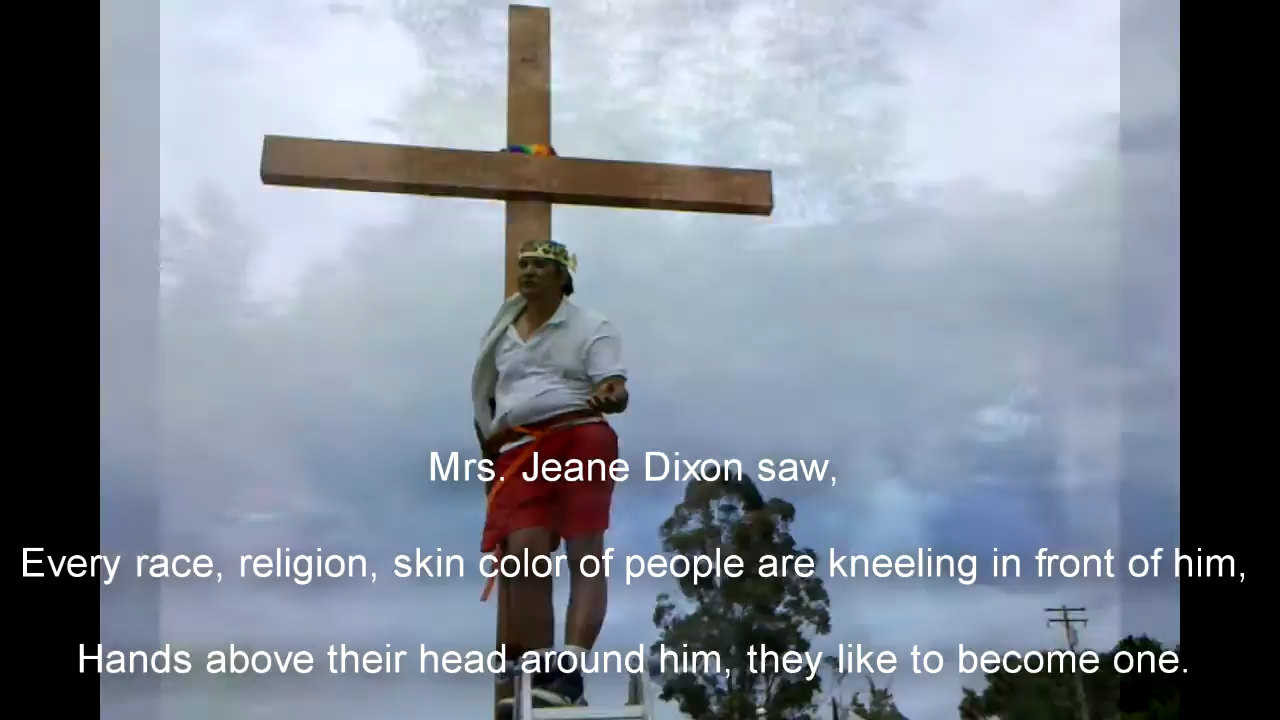 Mrs. Jeane Dixon saw,
Every race, religion, skin color of people are kneeling in front of him,
Hands above their head around him, they like to become one.